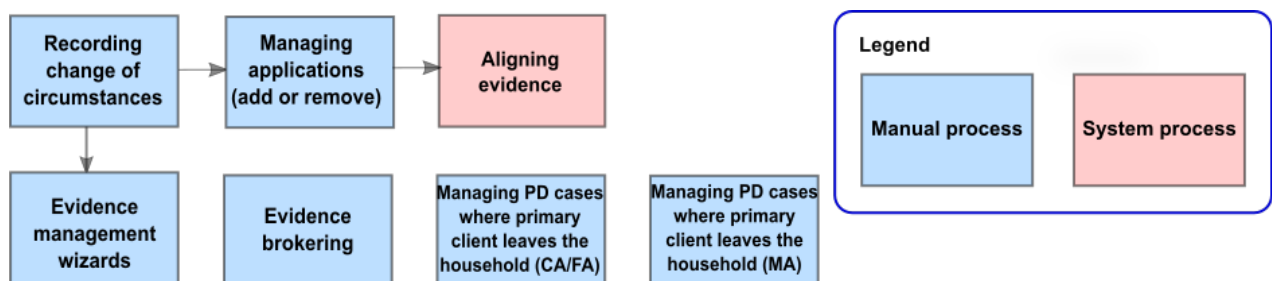 Recording
change of
circumstances
Managing
applications
(add or remove)
Aligning
evidence
Legend
Manual process
System process
Evidence
management
wizards
Evidence
brokering
Managing PD cases
where primary
client leaves the
household (CA/FA)
Managing PD cases
where primary
client leaves the
household (MA)